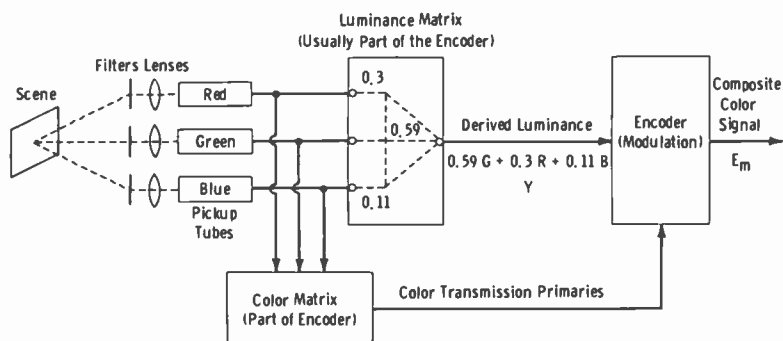 Luminance Matrix
(Usually Part of the Encoder)
Filters Lenses
Scene
Red
Green
Blue
Pickup
Tubes
0.3
0.59
0.11
Derived Luminance
0.59 G + 0.3 R + 0.11 B
Y
Encoder
(Modulation)
Composite
Color
Signal
Em
Color Matrix
(Part of Encoder)
Color Transmission Primaries